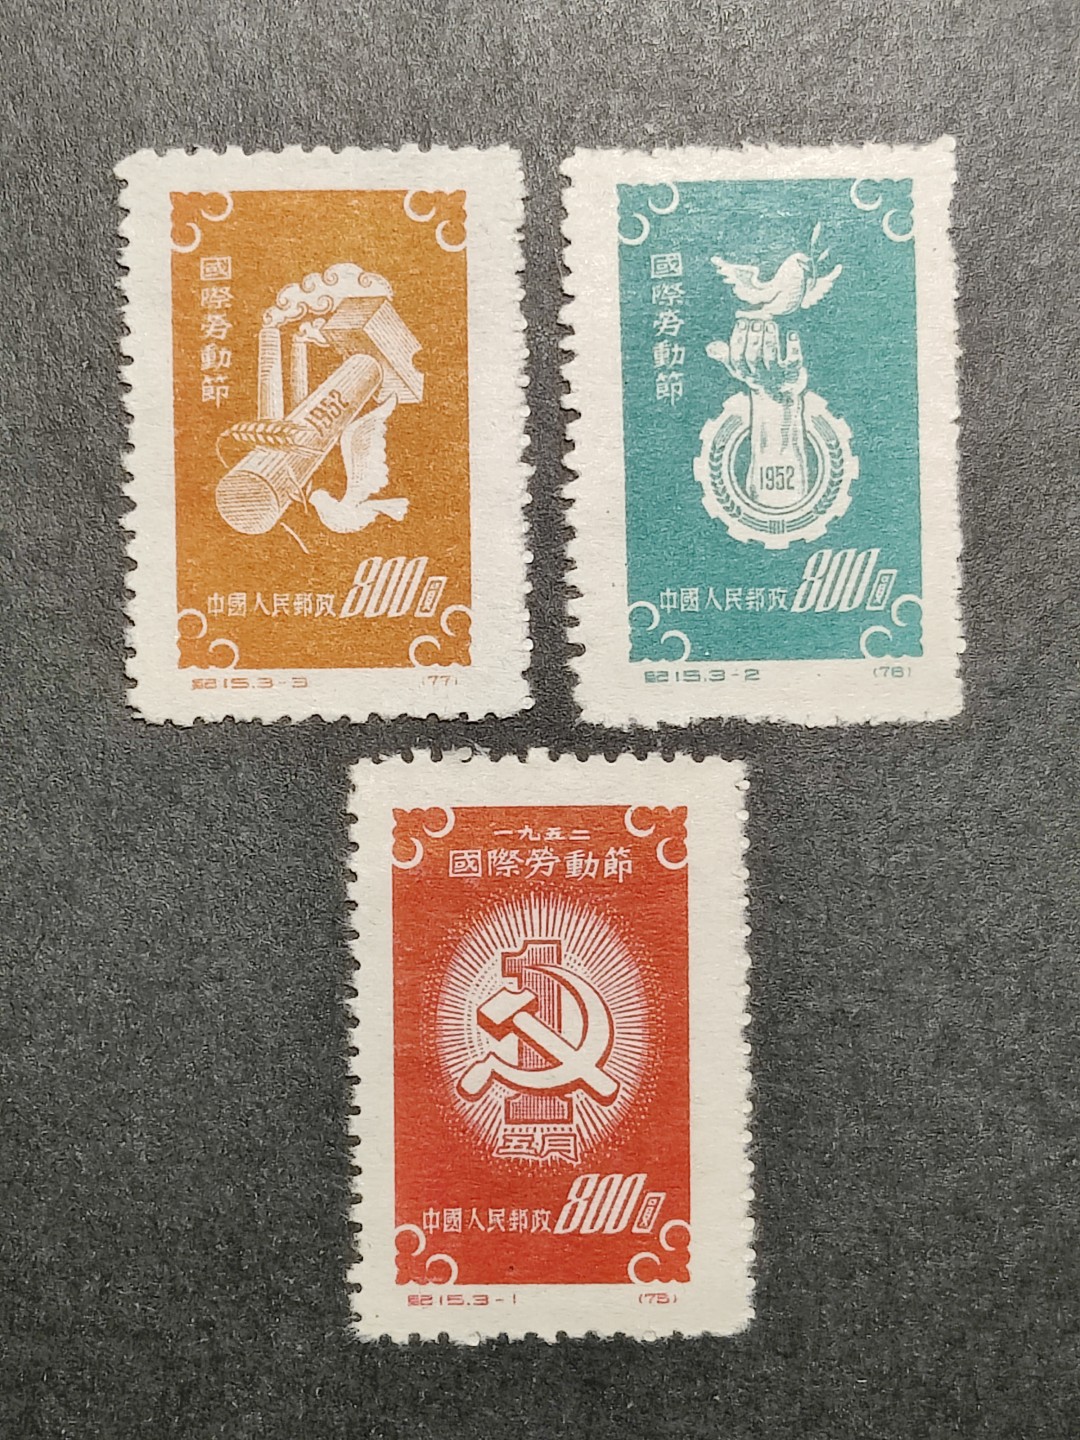 國際勞動節
1952
中國人民郵政 800圓
紀15.3-3 (77)
國際勞動節
1952
中國人民郵政 800圓
紀15.3-2 (76)
一九五二
國際勞動節
1
五月
中國人民郵政 800圓
紀15.3-1 (75)